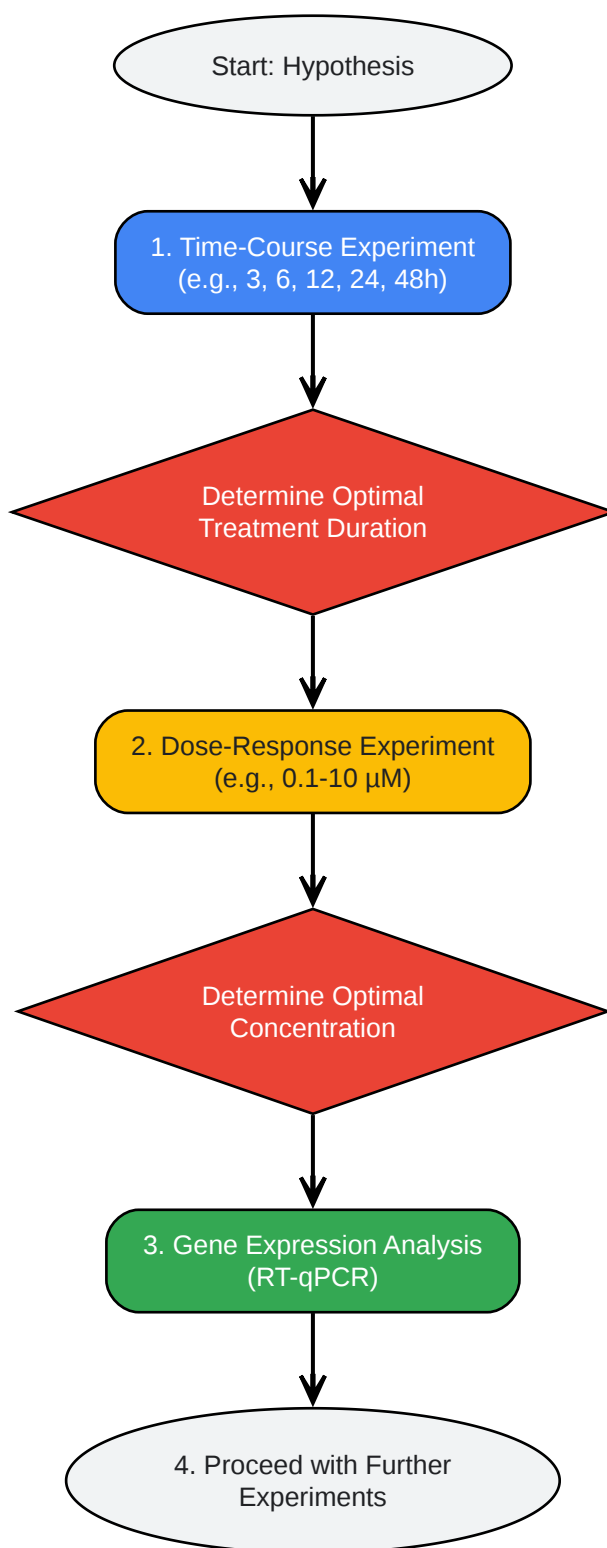 Start: Hypothesis
1. Time-Course Experiment
(e.g., 3, 6, 12, 24, 48h)
Determine Optimal
Treatment Duration
2. Dose-Response Experiment
(e.g., 0.1-10 µM)
Determine Optimal
Concentration
3. Gene Expression Analysis
(RT-qPCR)
4. Proceed with Further
Experiments